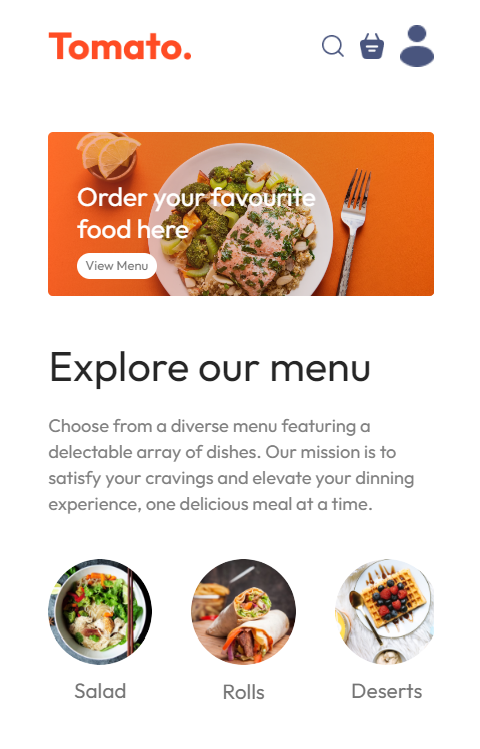 Tomato.
Order your favourite
food here
View Menu
Explore our menu
Choose from a diverse menu featuring a
delectable array of dishes. Our mission is to
satisfy your cravings and elevate your dinning
experience, one delicious meal at a time.
Salad
Rolls
Deserts